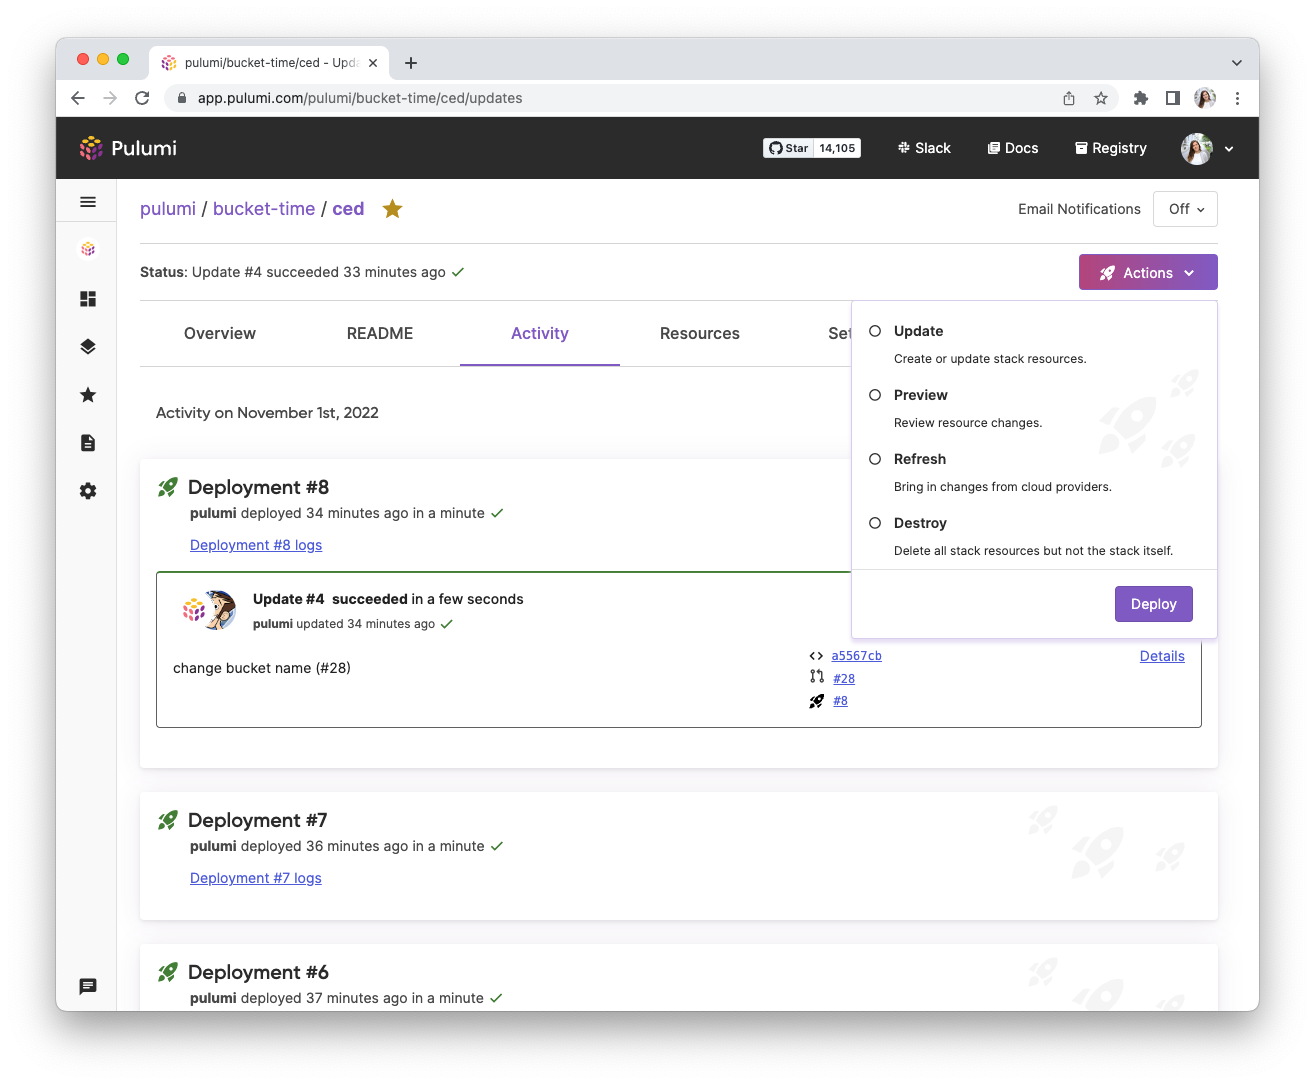 pulumi/bucket-time/ced - Upda
app.pulumi.com/pulumi/bucket-time/ced/updates
Pulumi
Star 14,105
Slack
Docs
Registry
pulumi / bucket-time / ced
Email Notifications
Off
Status: Update #4 succeeded 33 minutes ago
Actions
Overview
README
Activity
Resources
Set
Update
Create or update stack resources.
Preview
Review resource changes.
Refresh
Bring in changes from cloud providers.
Destroy
Delete all stack resources but not the stack itself.
Deploy
Activity on November 1st, 2022
Deployment #8
pulumi deployed 34 minutes ago in a minute
Deployment #8 logs
Update #4 succeeded in a few seconds
pulumi updated 34 minutes ago
change bucket name (#28)
a5567cb
#28
#8
Details
Deployment #7
pulumi deployed 36 minutes ago in a minute
Deployment #7 logs
Deployment #6
pulumi deployed 37 minutes ago in a minute